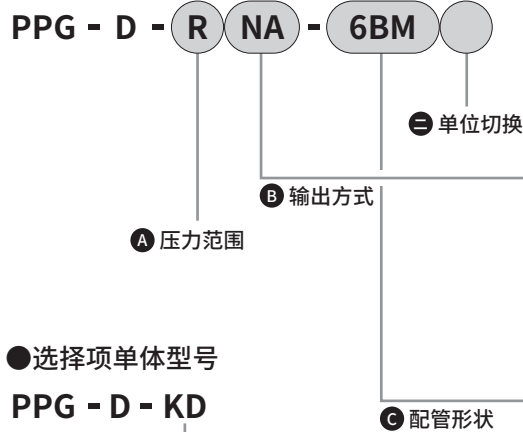 PPG - D - R NA - 6BM
㊁ 单位切换
B 输出方式
A 压力范围
●选择项单体型号
PPG - D - KD
C 配管形状